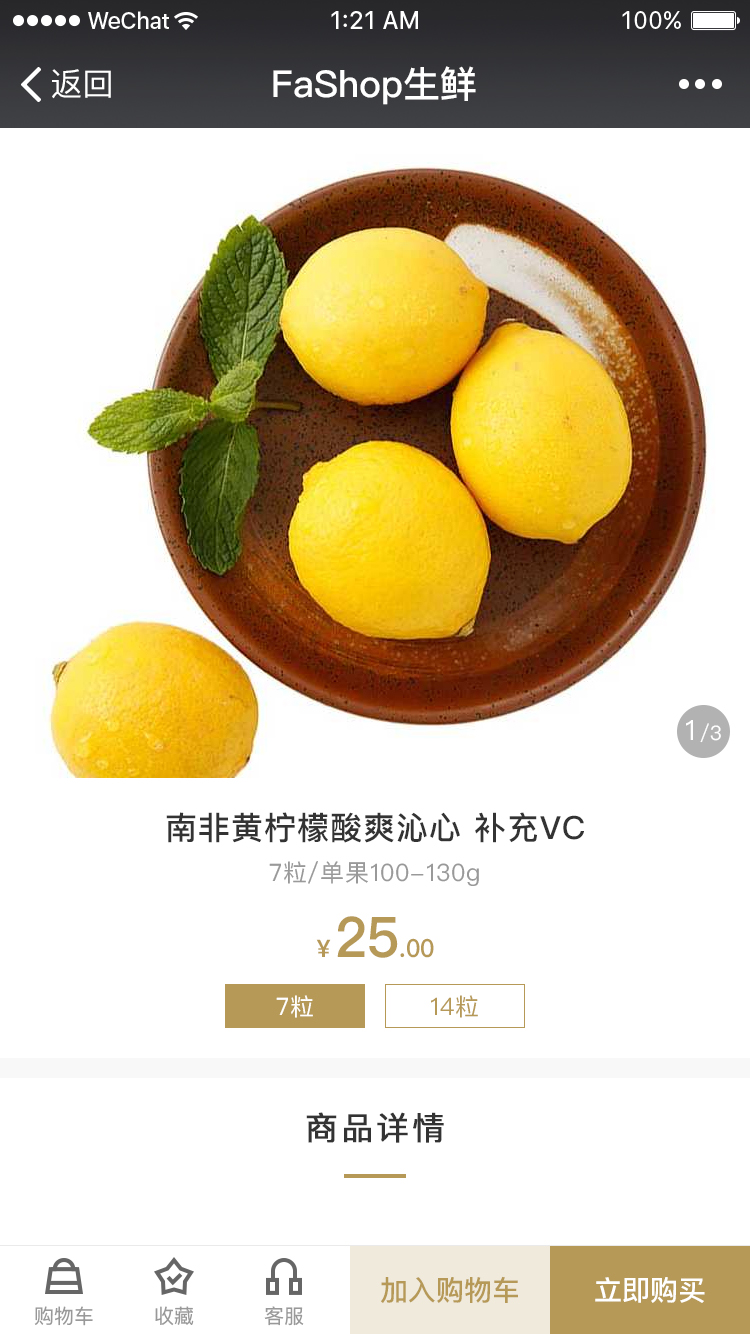 WeChat 1:21 AM 100%
返回 FaShop生鲜
1/3
南非黄柠檬酸爽沁心 补充VC
7粒/单果100–130g
¥25.00
7粒 14粒
商品详情
购物车 收藏 客服 加入购物车 立即购买